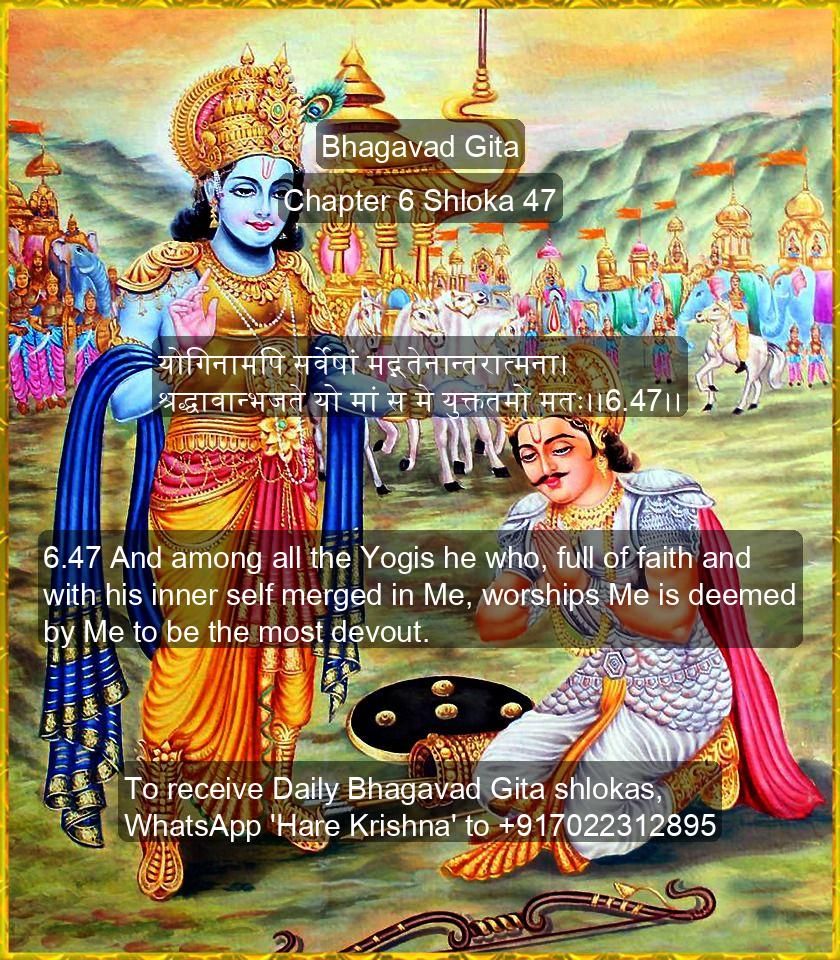 Bhagavad Gita
Chapter 6 Shloka 47
योगिनामपि सर्वेषां मद्गतेनान्तरात्मना।
श्रद्धावान्भजते यो मां स मे युक्ततमो मतः।।6.47।।
6.47 And among all the Yogis he who, full of faith and
with his inner self merged in Me, worships Me is deemed
by Me to be the most devout.
To receive Daily Bhagavad Gita shlokas,
WhatsApp 'Hare Krishna' to +917022312895